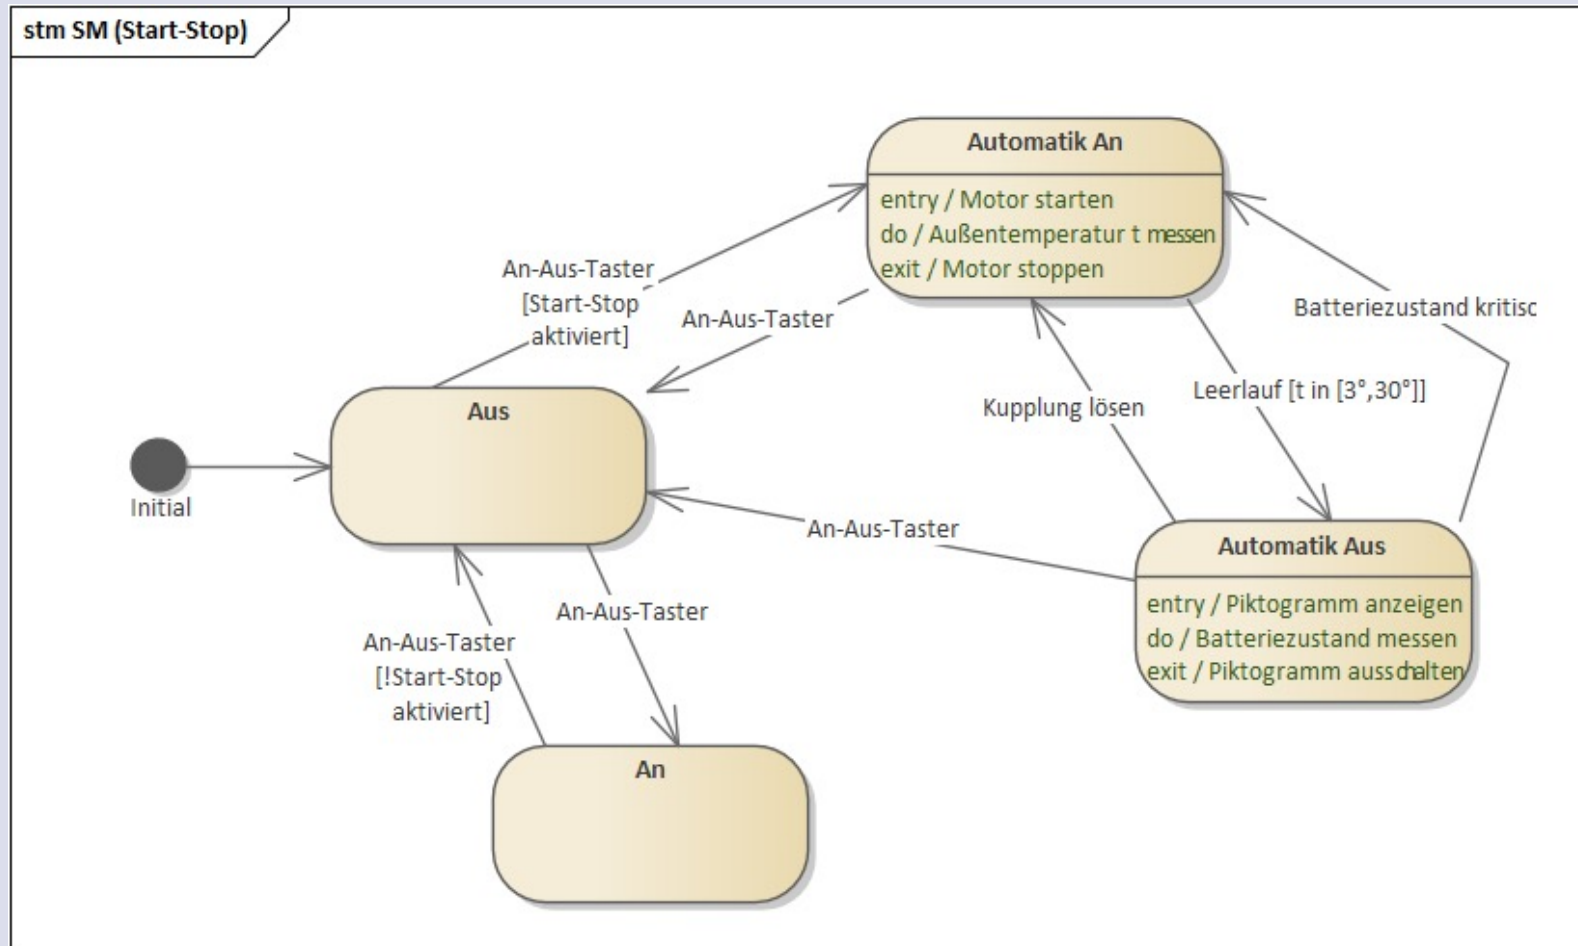 stm SM (Start-Stop)
Automatik An
entry / Motor starten
do / Außentemperatur t messen
exit / Motor stoppen
An-Aus-Taster
[Start-Stop
aktiviert]
An-Aus-Taster
Batteriezustand kritisc
Kupplung lösen
Leerlauf [t in [3°,30°]]
Aus
Initial
An-Aus-Taster
Automatik Aus
entry / Piktogramm anzeigen
do / Batteriezustand messen
exit / Piktogramm ausschalten
An-Aus-Taster
An-Aus-Taster
[!Start-Stop
aktiviert]
An